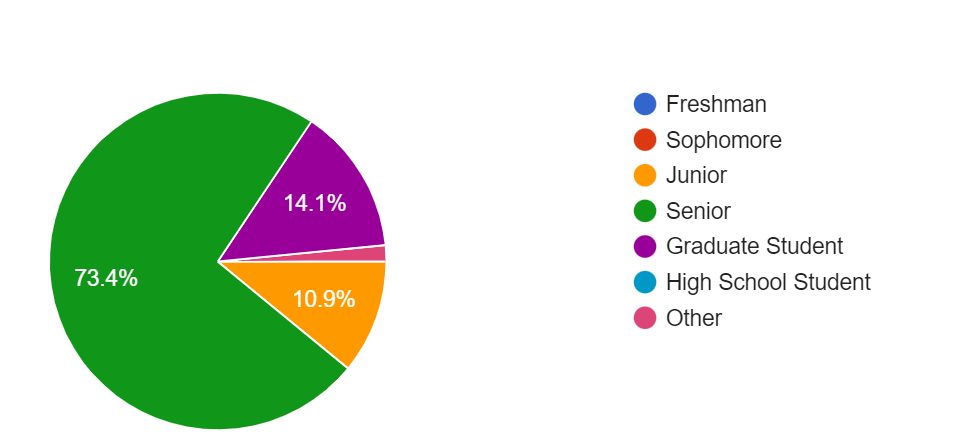 14.1%
73.4%
10.9%
Freshman
Sophomore
Junior
Senior
Graduate Student
High School Student
Other